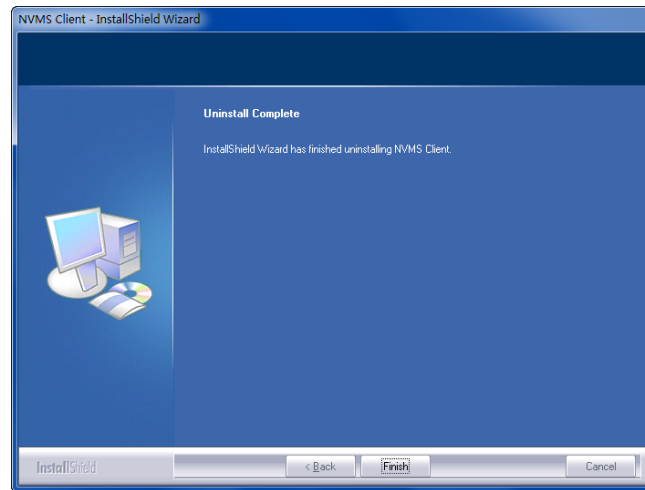 NVMS Client - InstallShield Wizard
Uninstall Complete
InstallShield Wizard has finished uninstalling NVMS Client.
InstallShield
< Back
Finish
Cancel